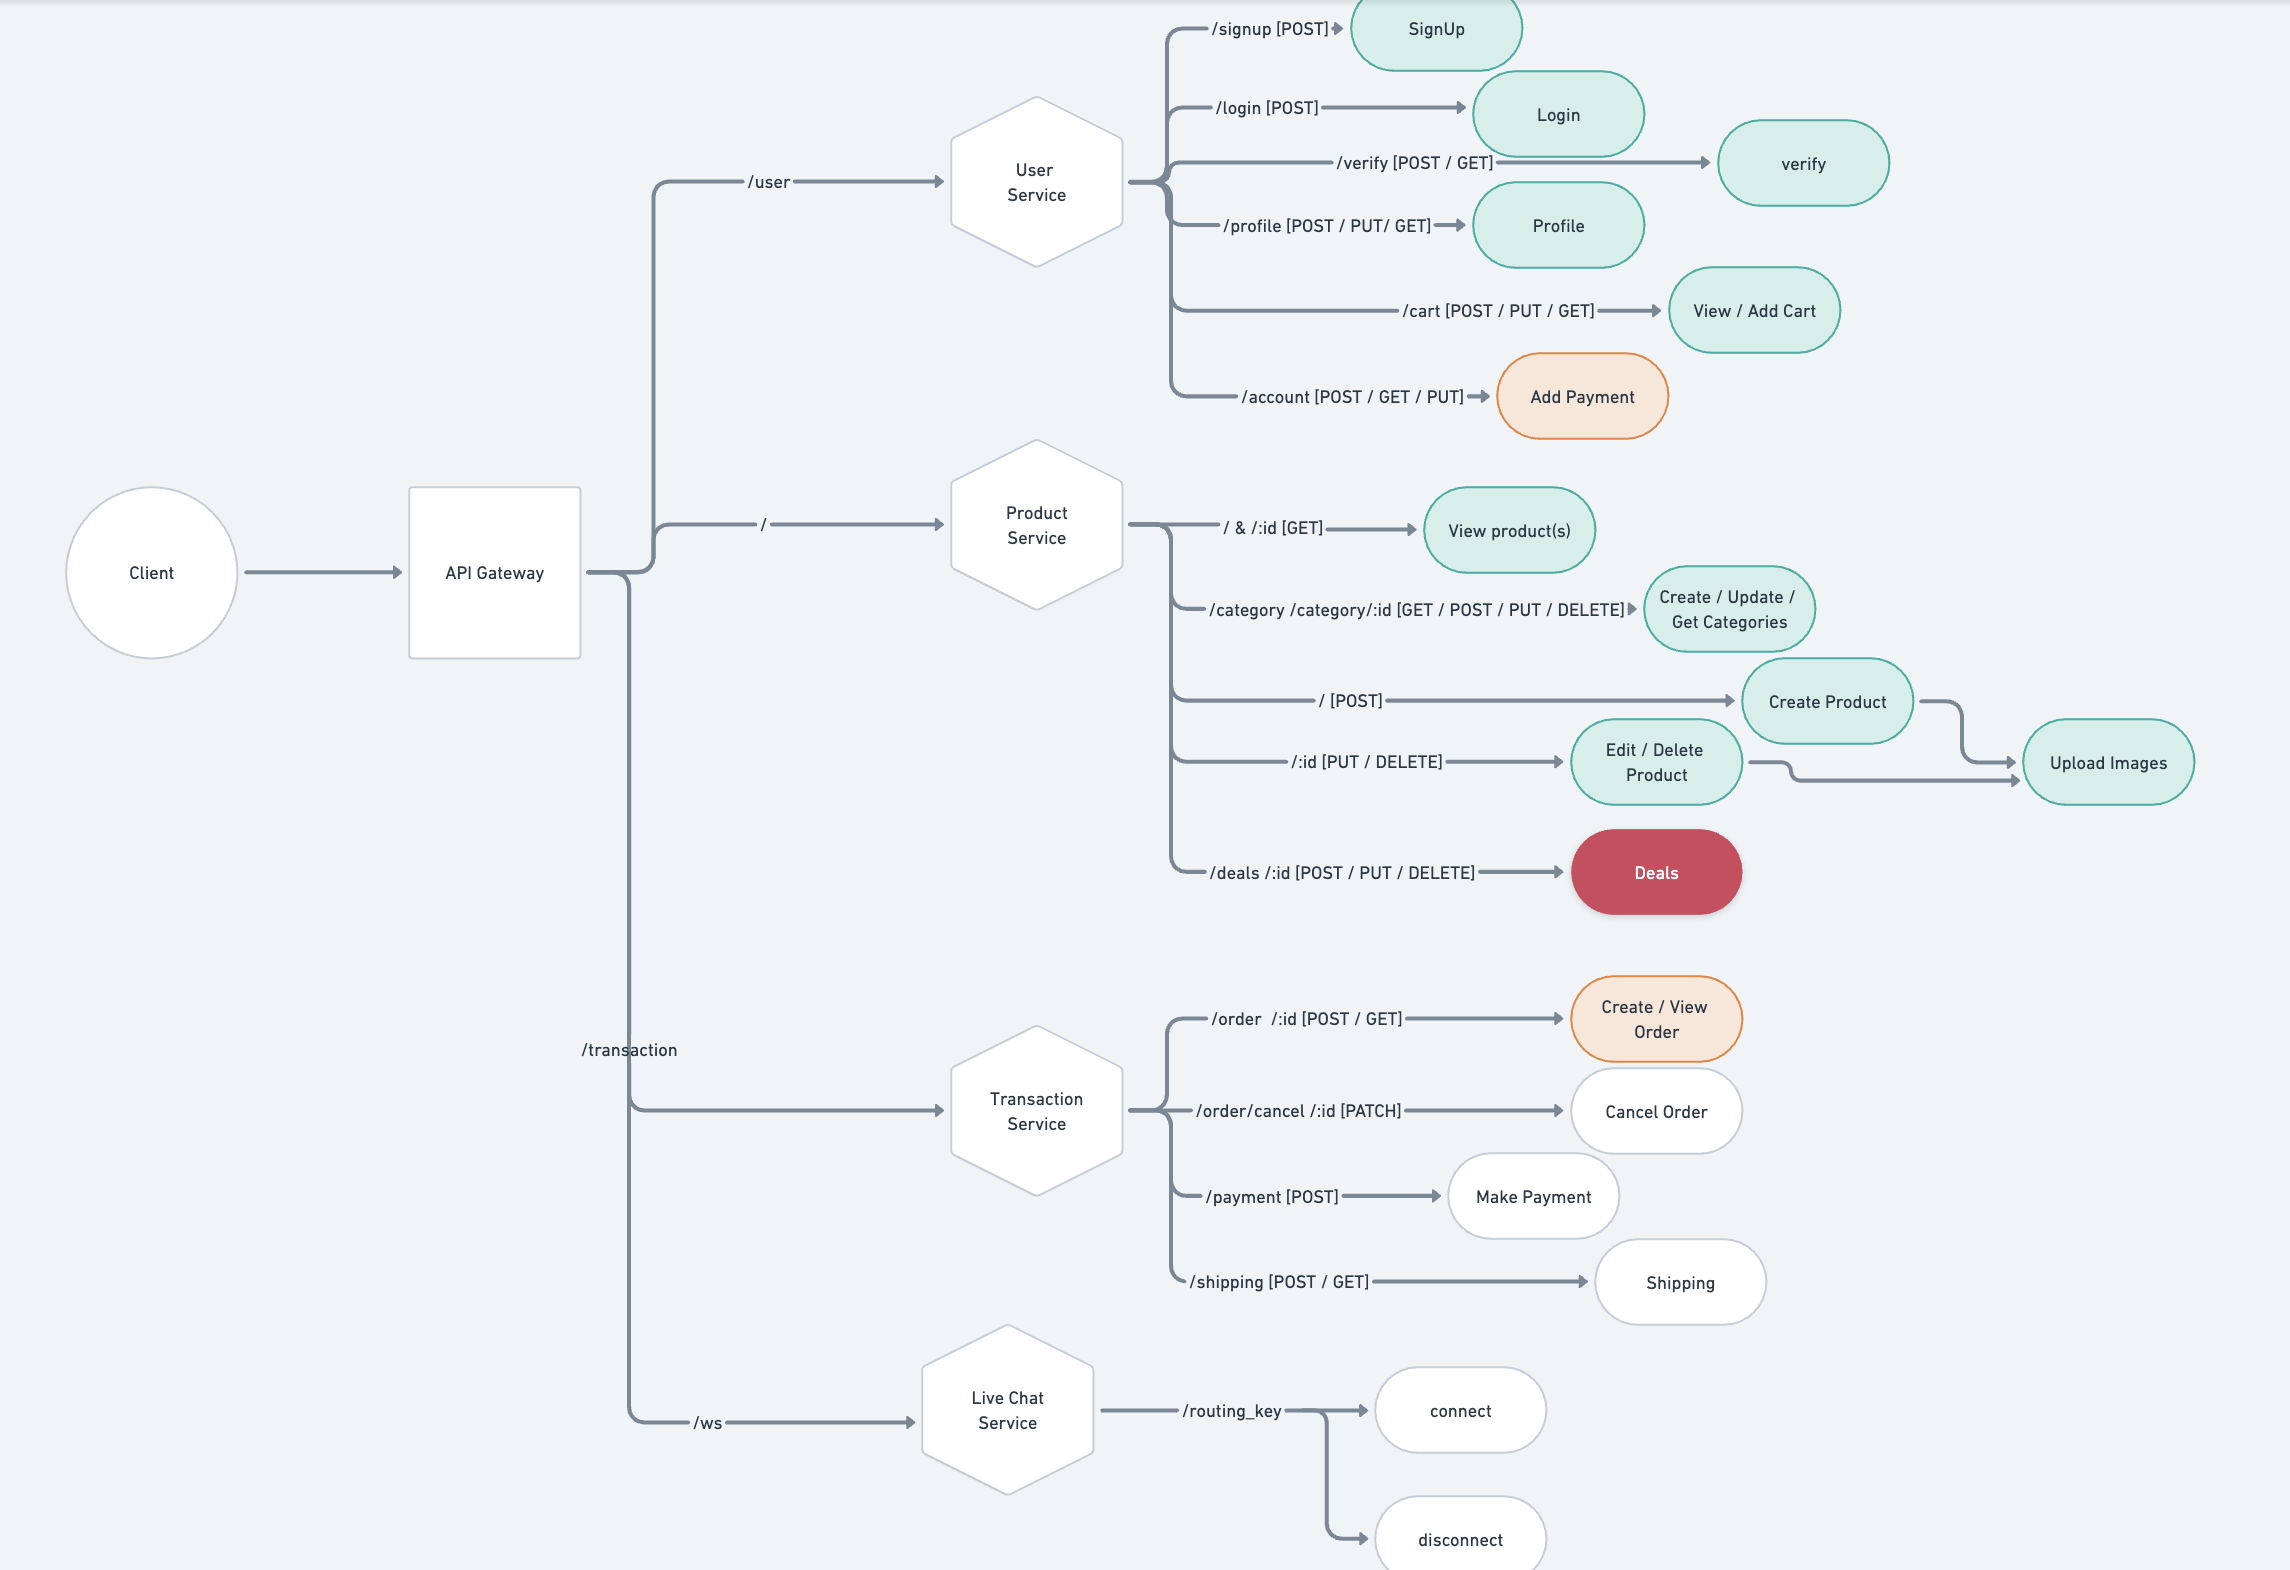 /signup [POST]
SignUp
/login [POST]
Login
/verify [POST / GET]
verify
/user
User
Service
/profile [POST / PUT/ GET]
Profile
/cart [POST / PUT / GET]
View / Add Cart
/account [POST / GET / PUT]
Add Payment
Client
API Gateway
/
Product
Service
/ & /:id [GET]
View product(s)
/category /category/:id [GET / POST / PUT / DELETE]
Create / Update /
Get Categories
/ [POST]
Create Product
/:id [PUT / DELETE]
Edit / Delete
Product
Upload Images
/deals /:id [POST / PUT / DELETE]
Deals
/transaction
Transaction
Service
/order  /:id [POST / GET]
Create / View
Order
/order/cancel /:id [PATCH]
Cancel Order
/payment [POST]
Make Payment
/shipping [POST / GET]
Shipping
/ws
Live Chat
Service
/routing_key
connect
disconnect